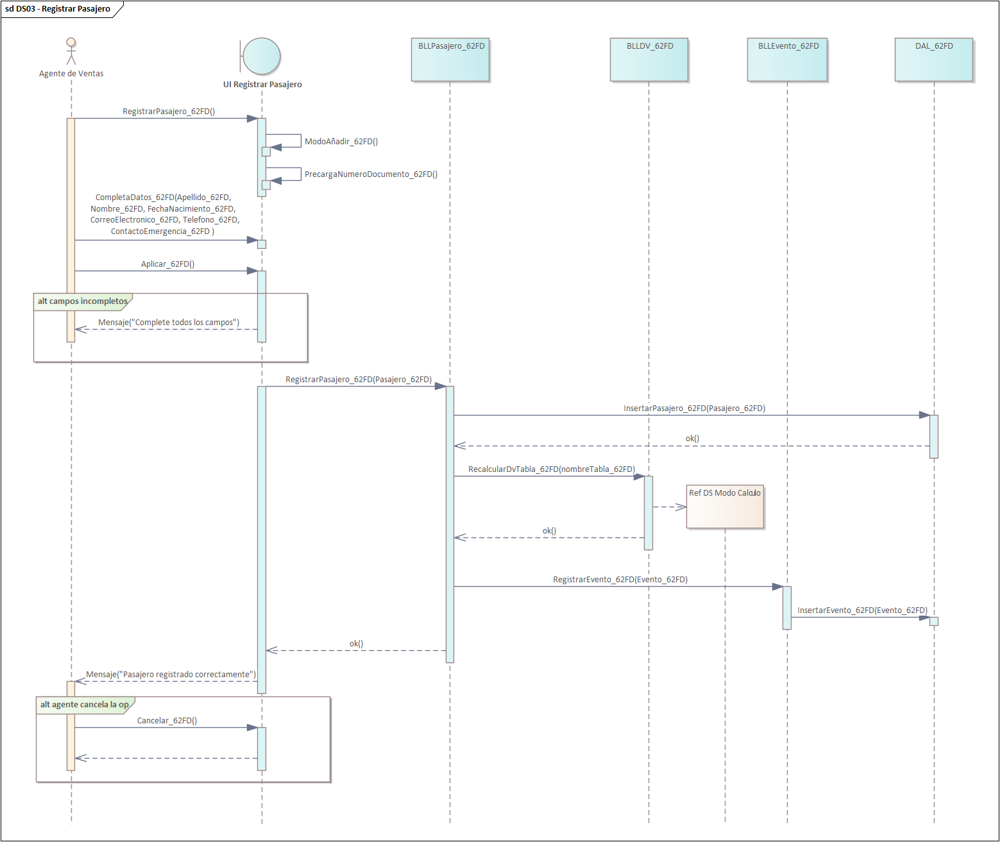 sd DS03 - Registrar Pasajero
Agente de Ventas
UI Registrar Pasajero
BLLPasajero_62FD
BLLDV_62FD
BLLEvento_62FD
DAL_62FD
RegistrarPasajero_62FD()
ModoAñadir_62FD()
PrecargaNumeroDocumento_62FD()
CompletaDatos_62FD(Apellido_62FD,
Nombre_62FD, FechaNacimiento_62FD,
CorreoElectronico_62FD, Telefono_62FD,
ContactoEmergencia_62FD )
Aplicar_62FD()
alt campos incompletos
Mensaje("Complete todos los campos")
RegistrarPasajero_62FD(Pasajero_62FD)
InsertarPasajero_62FD(Pasajero_62FD)
ok()
RecalcularDvTabla_62FD(nombreTabla_62FD)
Ref DS Modo Calculo
ok()
RegistrarEvento_62FD(Evento_62FD)
InsertarEvento_62FD(Evento_62FD)
ok()
Mensaje("Pasajero registrado correctamente")
alt agente cancela la op
Cancelar_62FD()